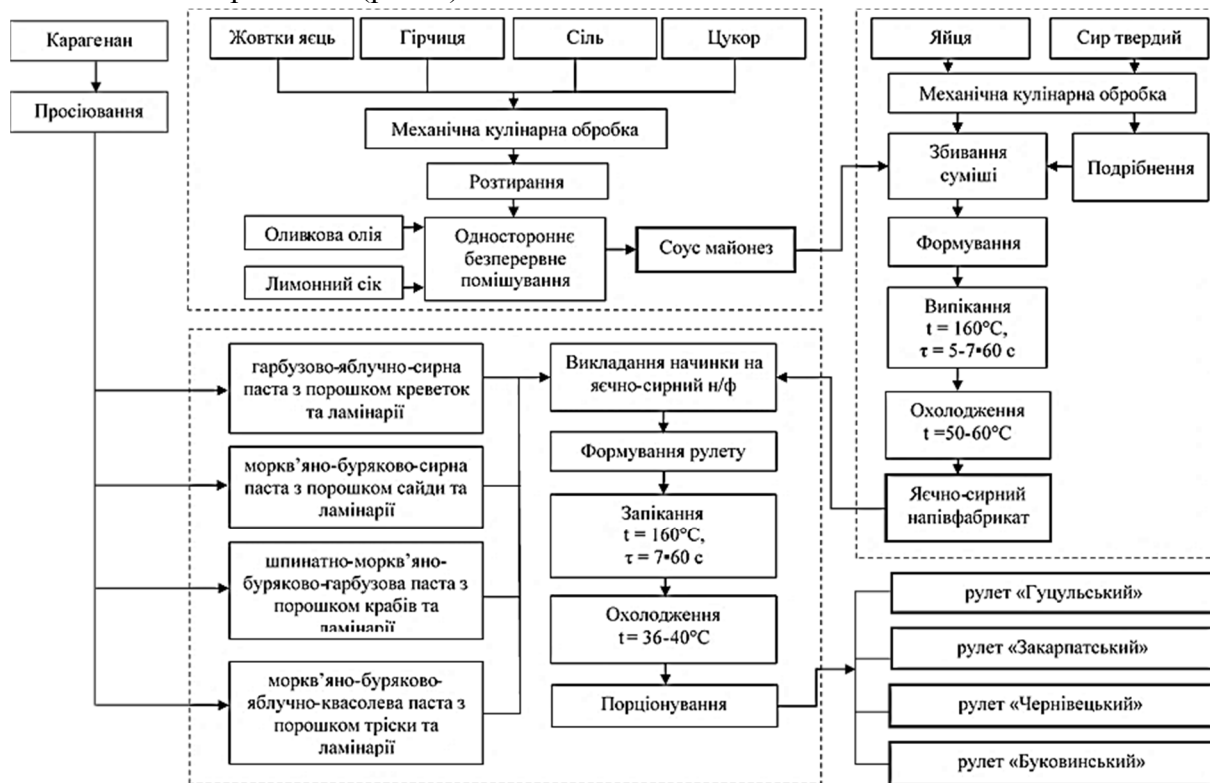 Карагенан
Просіювання
Жовтки яєць
Гірчиця
Сіль
Цукор
Механічна кулінарна обробка
Розтирання
Оливкова олія
Лимонний сік
Одностороннє
безперервне
помішування
Соус майонез
Яйця
Сир твердий
Механічна кулінарна обробка
Збивання
суміші
Подрібнення
Формування
Випікання
t = 160°С,
τ = 5-7•60 с
Охолодження
t =50-60°С
Яєчно-сирний
напівфабрикат
гарбузово-яблучно-сирна
паста з порошком креветок
та ламінарії
моркв’яно-буряково-сирна
паста з порошком сайди та
ламінарії
шпинатно-моркв’яно-
буряково-гарбузова паста з
порошком крабів та
ламінарії
моркв’яно-буряково-
яблучно-квасолева паста з
порошком тріски та
ламінарії
Викладання начинки на
яєчно-сирний н/ф
Формування рулету
Запікання
t = 160°С,
τ = 7•60 с
Охолодження
t= 36-40°С
Порціонування
рулет «Гуцульський»
рулет «Закарпатський»
рулет «Чернівецький»
рулет «Буковинський»